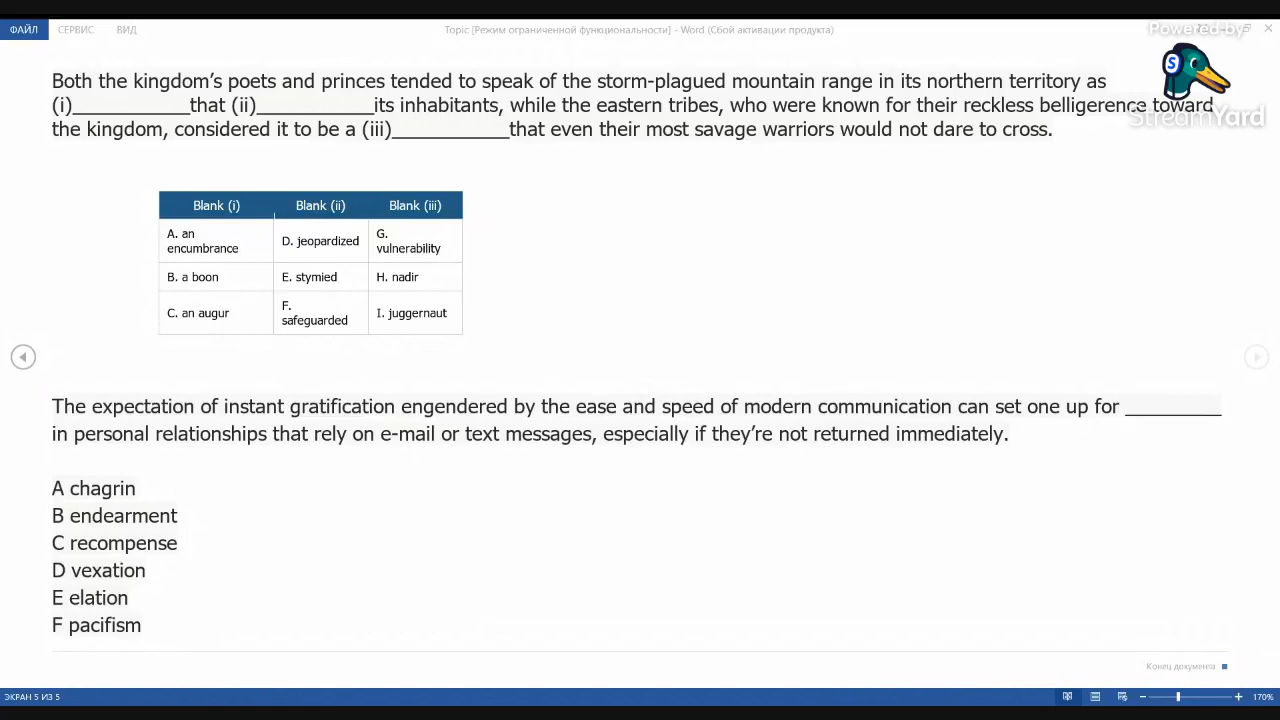 ФАЙЛ СЕРВИС ВИД Topic [Режим ограниченной функциональности] - Word (Сбой активации продукта)
Powered by
StreamYard
Both the kingdom's poets and princes tended to speak of the storm-plagued mountain range in its northern territory as
(i)___________that (ii)___________its inhabitants, while the eastern tribes, who were known for their reckless belligerence toward
the kingdom, considered it to be a (iii)___________that even their most savage warriors would not dare to cross.
Blank (i) Blank (ii) Blank (iii)
A. an
encumbrance
D. jeopardized
G.
vulnerability
B. a boon E. stymied H. nadir
C. an augur
F.
safeguarded
I. juggernaut
The expectation of instant gratification engendered by the ease and speed of modern communication can set one up for _________
in personal relationships that rely on e-mail or text messages, especially if they're not returned immediately.
A chagrin
B endearment
C recompense
D vexation
E elation
F pacifism
Конец документа
ЭКРАН 5 ИЗ 5
170%